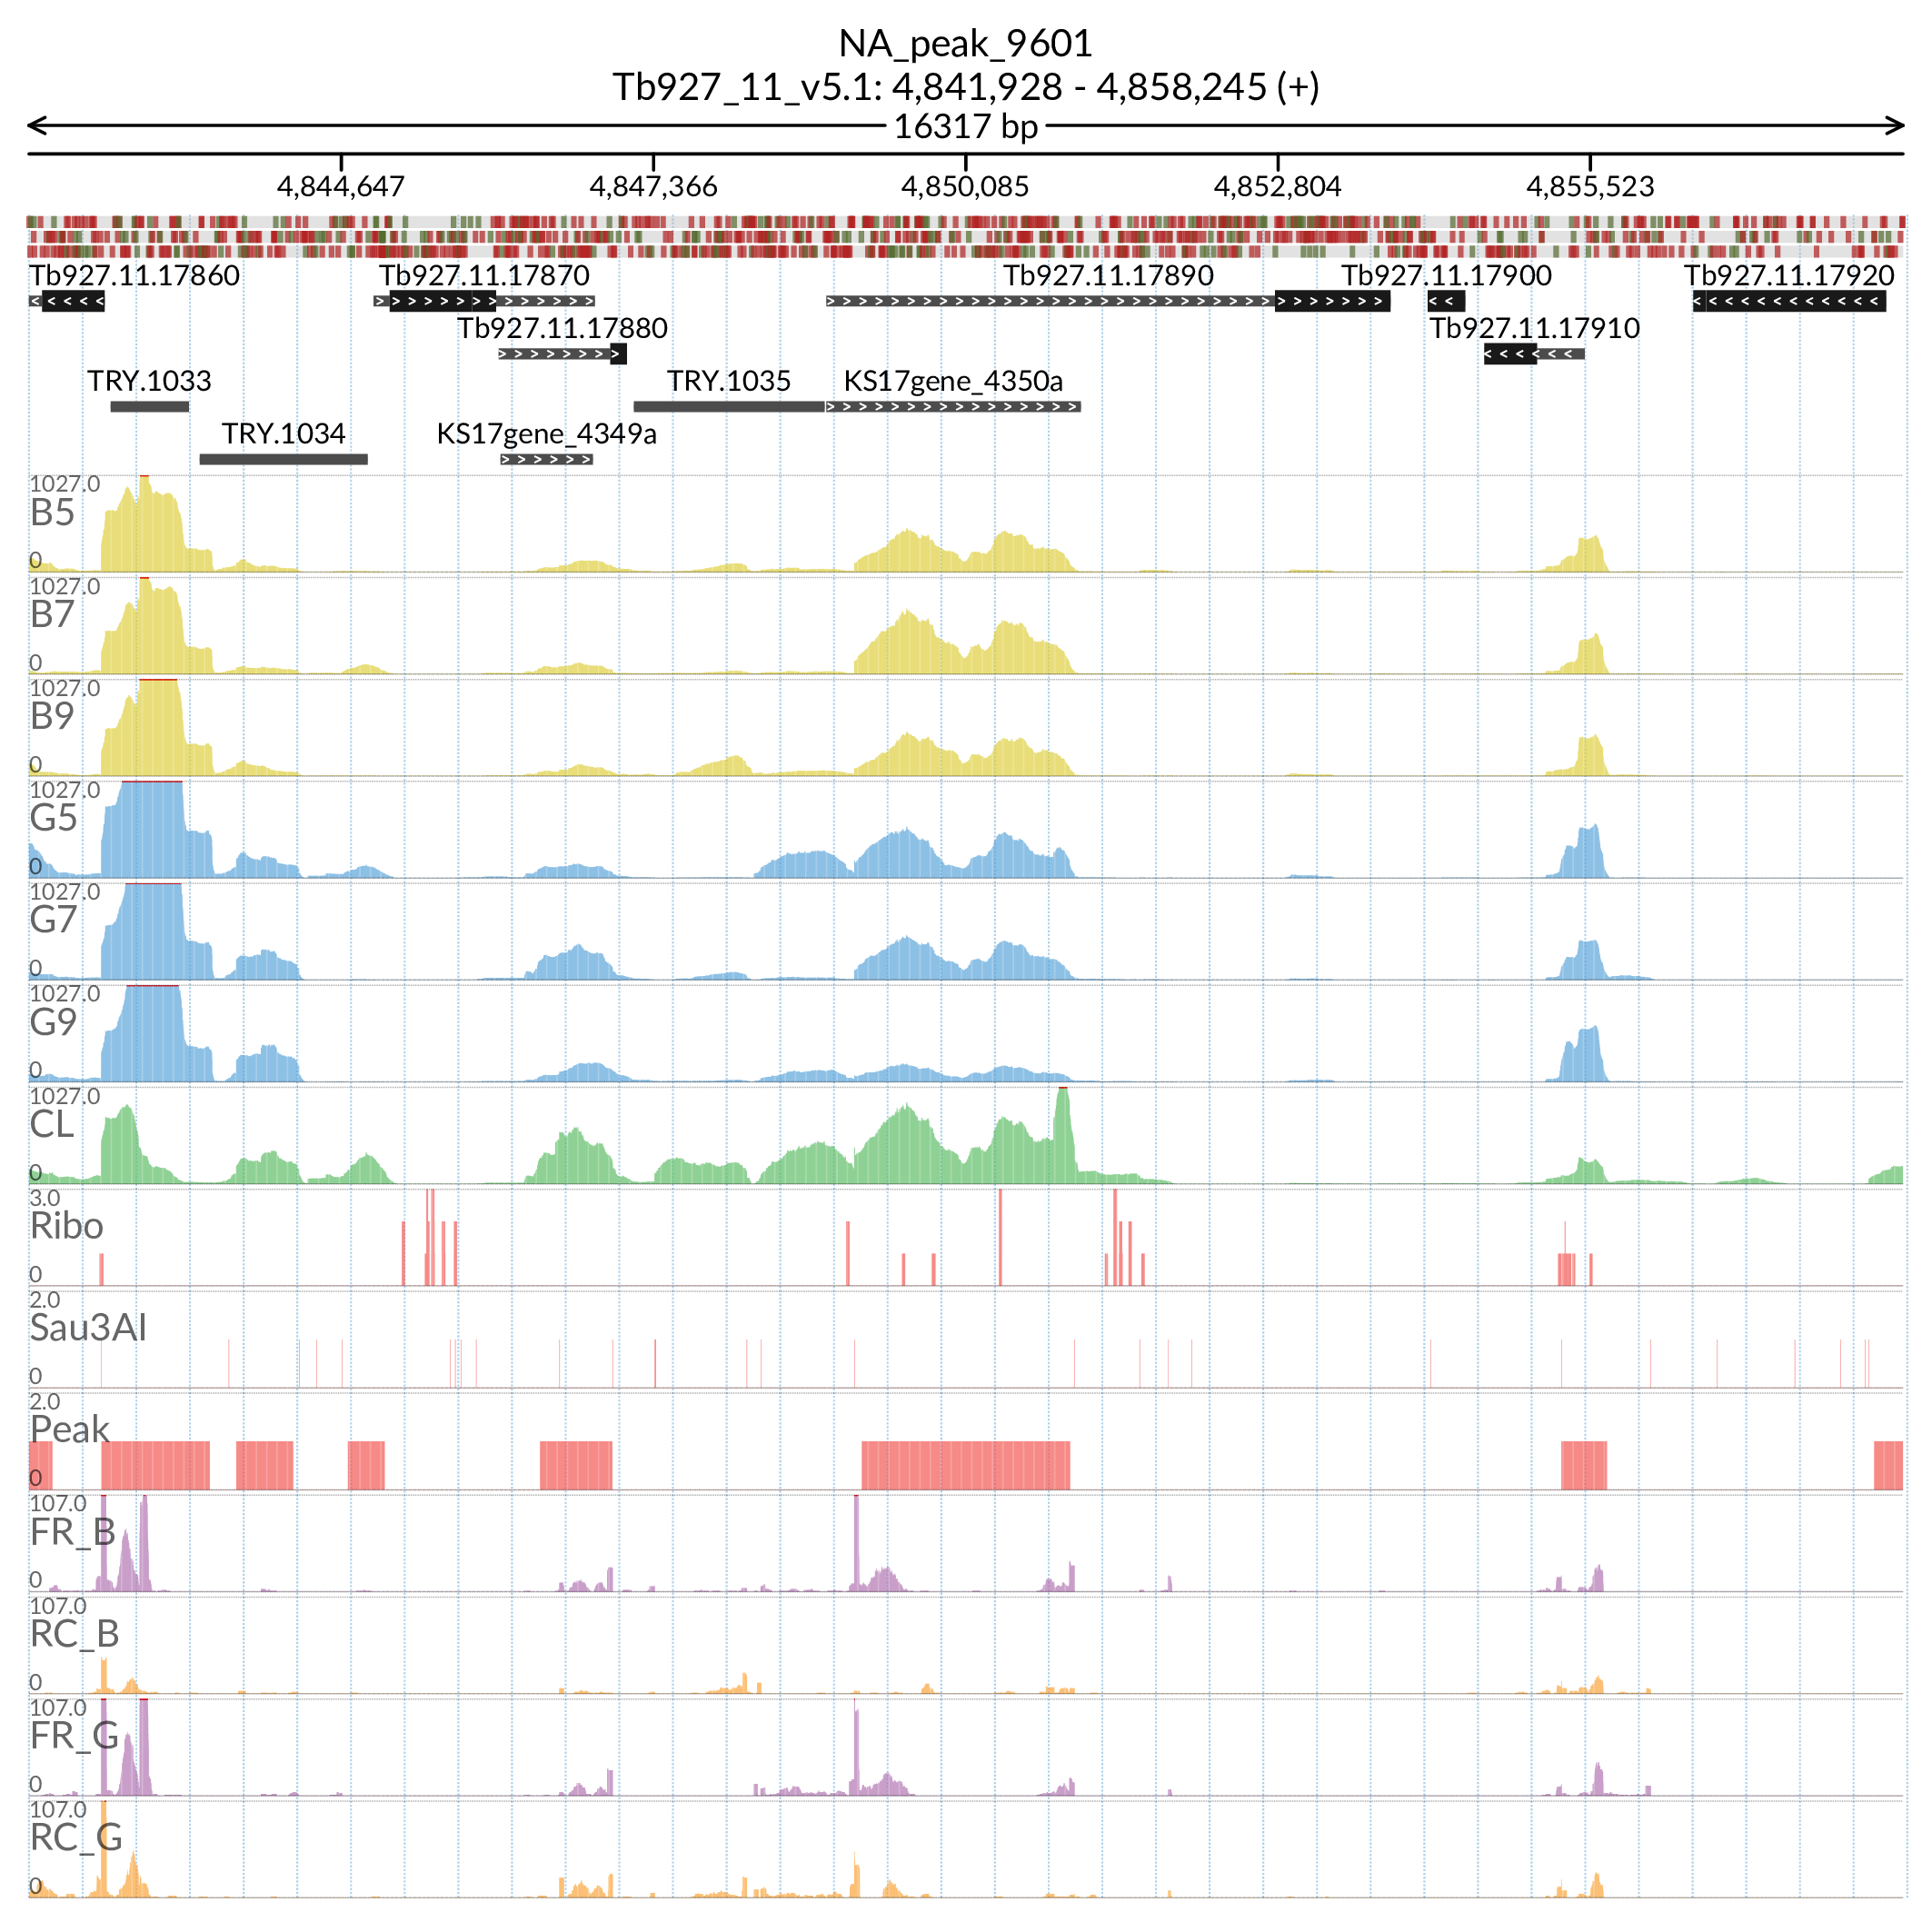 NA_peak_9601
Tb927_11_v5.1: 4,841,928 - 4,858,245 (+)
16317 bp
4,844,647 4,847,366 4,850,085 4,852,804 4,855,523
Tb927.11.17860 Tb927.11.17870 Tb927.11.17890 Tb927.11.17900 Tb927.11.17920
Tb927.11.17880 Tb927.11.17910
TRY.1033 TRY.1035 KS17gene_4350a
TRY.1034 KS17gene_4349a
1027.0
B5
0
1027.0
B7
0
1027.0
B9
0
1027.0
G5
0
1027.0
G7
0
1027.0
G9
0
1027.0
CL
0
3.0
Ribo
0
2.0
Sau3AI
0
2.0
Peak
0
107.0
FR_B
0
107.0
RC_B
0
107.0
FR_G
0
107.0
RC_G
0